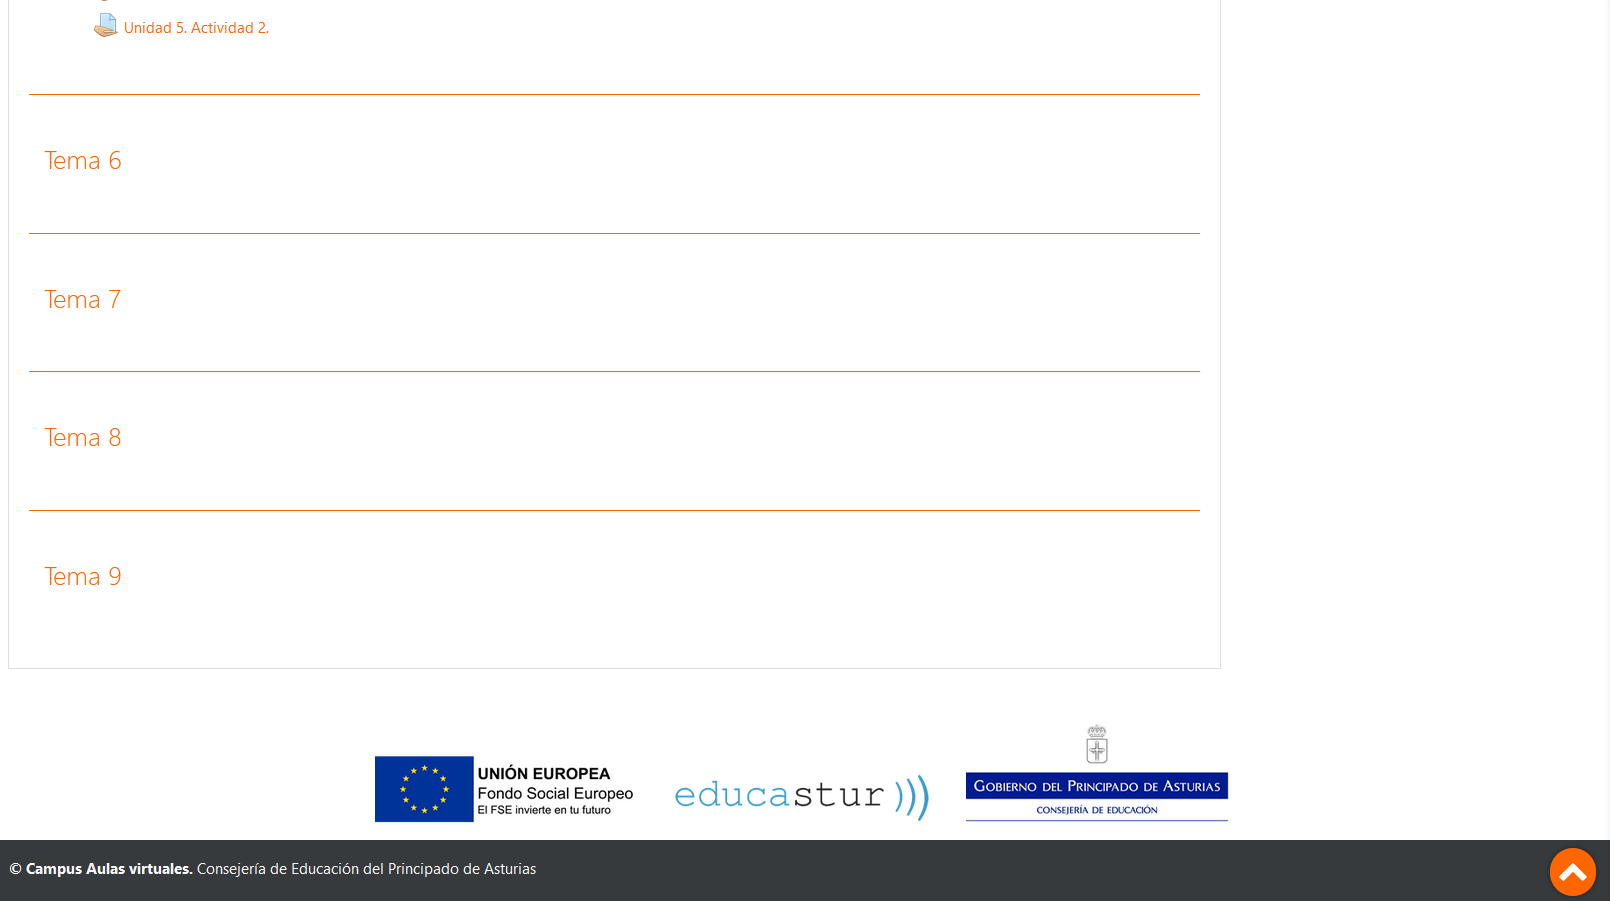 Unidad 5. Actividad 2.
Tema 6
Tema 7
Tema 8
Tema 9
UNIÓN EUROPEA
Fondo Social Europeo
El FSE invierte en tu futuro
educastur
GOBIERNO DEL PRINCIPADO DE ASTURIAS
CONSEJERÍA DE EDUCACIÓN
© Campus Aulas virtuales. Consejería de Educación del Principado de Asturias